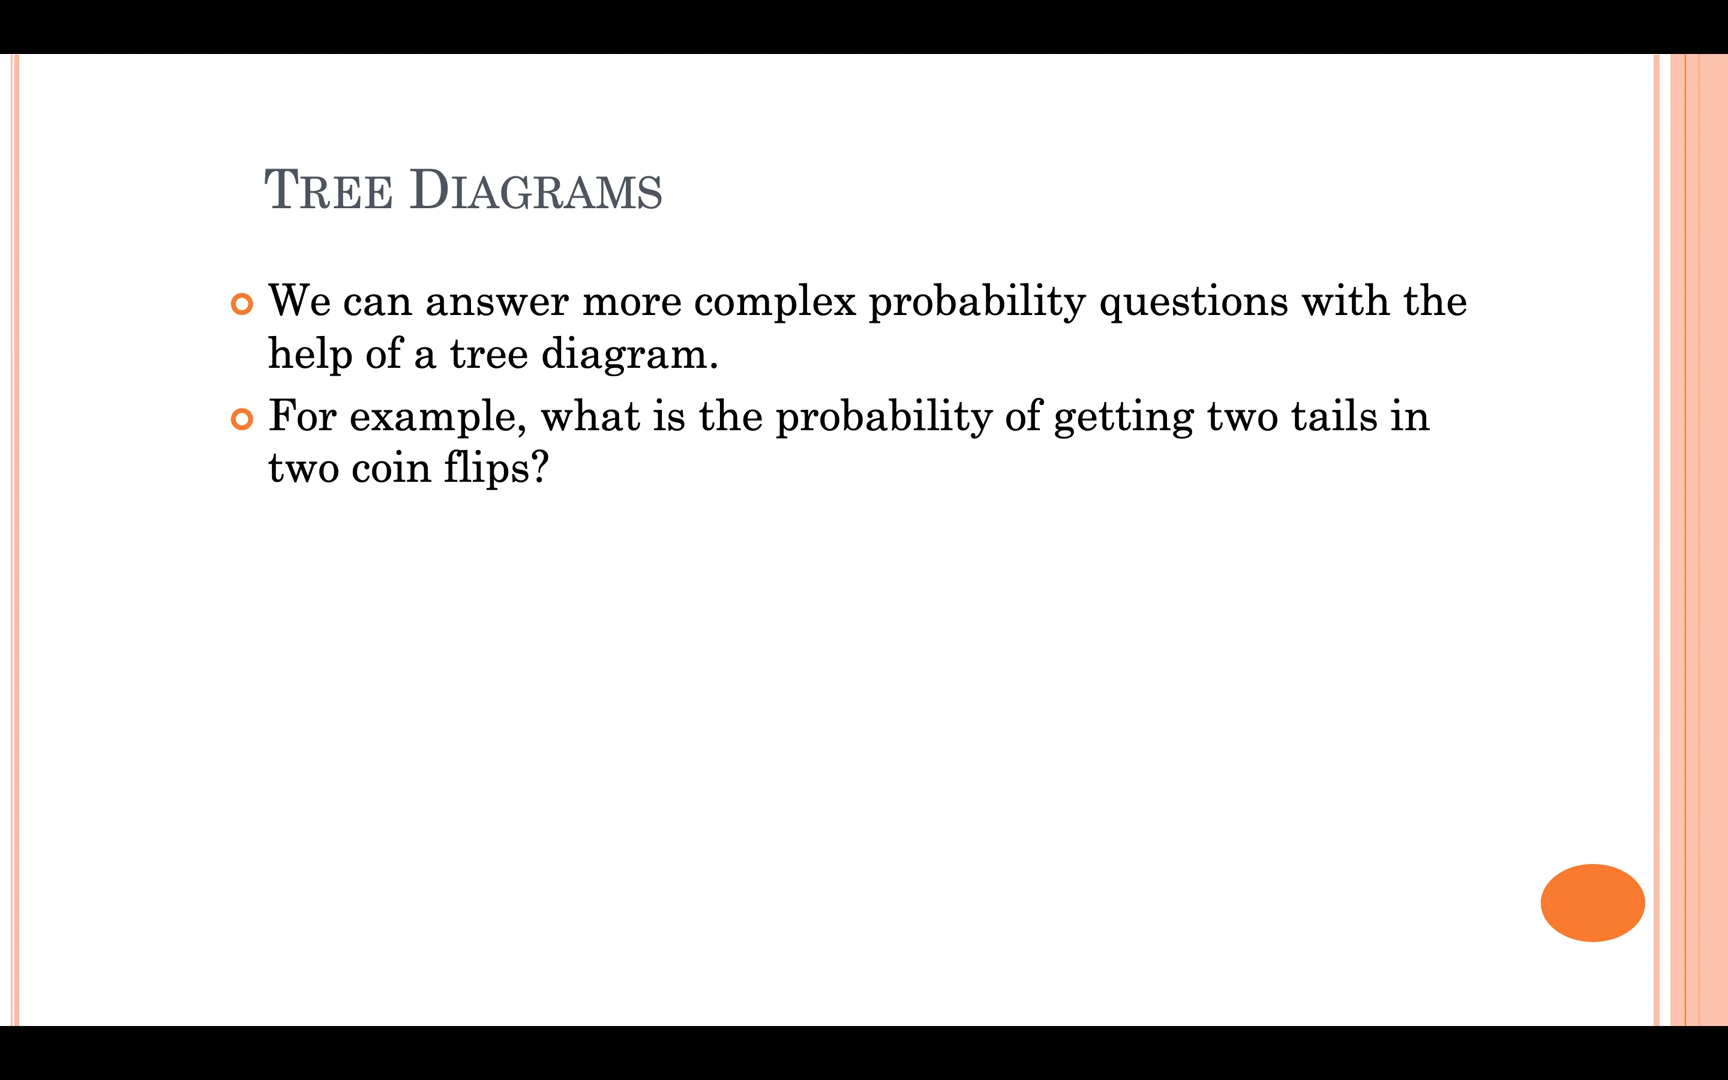 TREE DIAGRAMS
We can answer more complex probability questions with the
help of a tree diagram.
For example, what is the probability of getting two tails in
two coin flips?